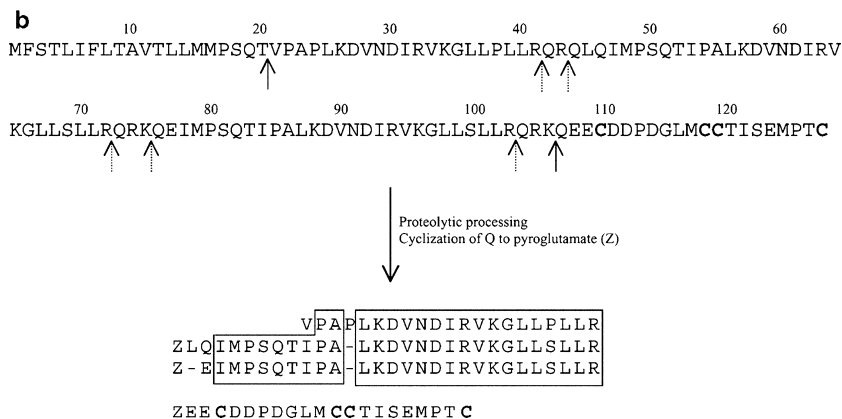 b
10 20 30 40 50 60
MFSTLIFLTAVTLLMMPSQTVPAPLKDVNDIRVKGLLPLLRQRQLQIMPSQTIPALKDVNDIRV
70 80 90 100 110 120
KGLLSLLRQRKQEIMPSQTIPALKDVNDIRVKGLLSLLRQRKQEECDDPDGLMCCTISEMPTC
Proteolytic processing
Cyclization of Q to pyroglutamate (Z)
VPAPLKDVNDIRVKGLLPLLR
ZLQIMPSQTIPA-LKDVNDIRVKGLLSLLR
Z-EIMPSQTIPA-LKDVNDIRVKGLLSLLR
ZEECDDPDGLMCCTISEMPTC